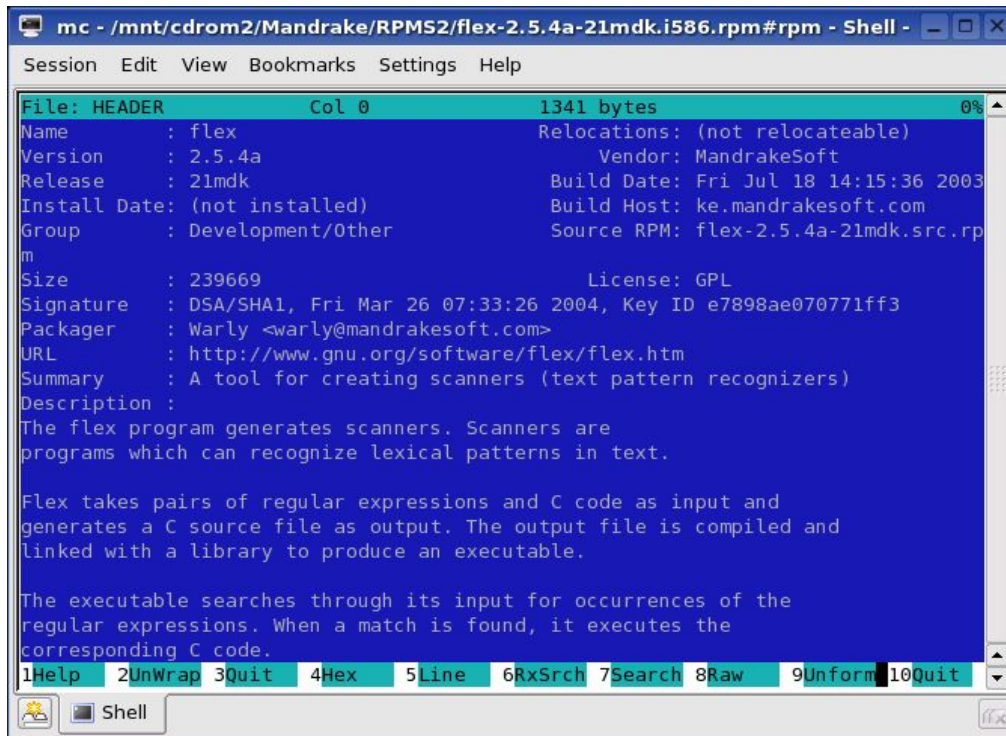 mc - /mnt/cdrom2/Mandrake/RPMS2/flex-2.5.4a-21mdk.i586.rpm#rpm - Shell -
Session Edit View Bookmarks Settings Help
File: HEADER Col 0 1341 bytes 0%
Name : flex Relocations: (not relocateable)
Version : 2.5.4a Vendor: MandrakeSoft
Release : 21mdk Build Date: Fri Jul 18 14:15:36 2003
Install Date: (not installed) Build Host: ke.mandrakesoft.com
Group : Development/Other Source RPM: flex-2.5.4a-21mdk.src.rp
m
Size : 239669 License: GPL
Signature : DSA/SHA1, Fri Mar 26 07:33:26 2004, Key ID e7898ae070771ff3
Packager : Warly <warly@mandrakesoft.com>
URL : http://www.gnu.org/software/flex/flex.htm
Summary : A tool for creating scanners (text pattern recognizers)
Description :
The flex program generates scanners. Scanners are
programs which can recognize lexical patterns in text.
Flex takes pairs of regular expressions and C code as input and
generates a C source file as output. The output file is compiled and
linked with a library to produce an executable.
The executable searches through its input for occurrences of the
regular expressions. When a match is found, it executes the
corresponding C code.
1Help 2UnWrap 3Quit 4Hex 5Line 6RxSrch 7Search 8Raw 9Unform 10Quit
Shell